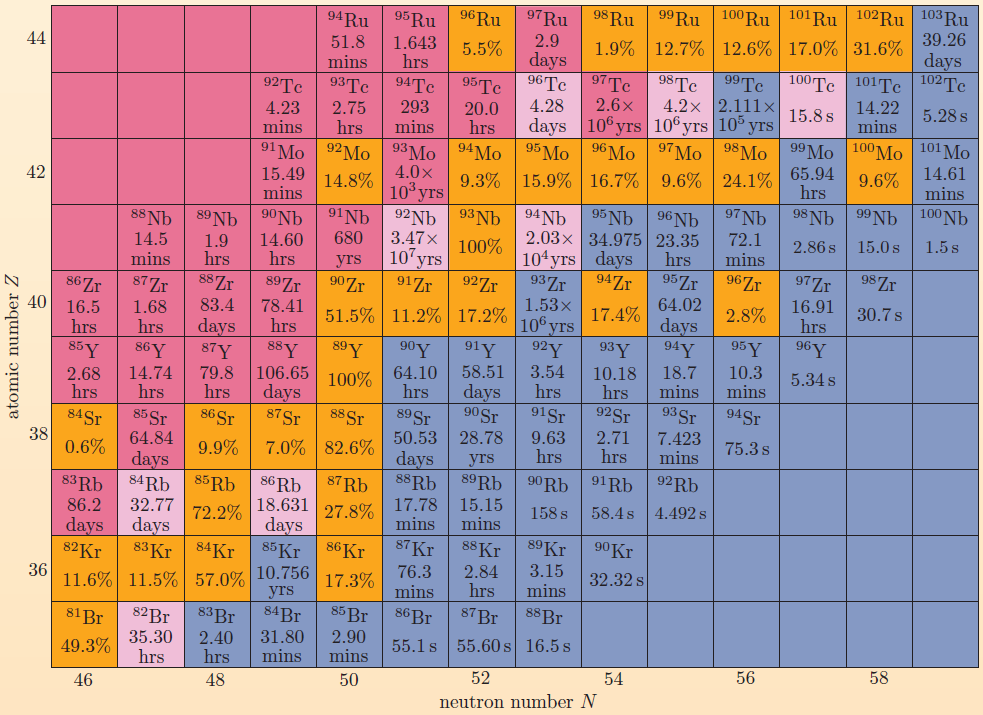 ⁹⁴Ru ⁹⁵Ru ⁹⁶Ru ⁹⁷Ru ⁹⁸Ru ⁹⁹Ru ¹⁰⁰Ru ¹⁰¹Ru ¹⁰²Ru ¹⁰³Ru
44 51.8 1.643 5.5% 2.9 1.9% 12.7% 12.6% 17.0% 31.6% 39.26
mins hrs days days
⁹²Tc ⁹³Tc ⁹⁴Tc ⁹⁵Tc ⁹⁶Tc ⁹⁷Tc ⁹⁸Tc ⁹⁹Tc ¹⁰⁰Tc ¹⁰¹Tc ¹⁰²Tc
4.23 2.75 293 20.0 4.28 2.6× 4.2× 2.111× 15.8 s 14.22 5.28 s
mins hrs mins hrs days 10⁶ yrs 10⁶ yrs 10⁵ yrs mins
⁹¹Mo ⁹²Mo ⁹³Mo ⁹⁴Mo ⁹⁵Mo ⁹⁶Mo ⁹⁷Mo ⁹⁸Mo ⁹⁹Mo ¹⁰⁰Mo ¹⁰¹Mo
42 15.49 14.8% 4.0× 9.3% 15.9% 16.7% 9.6% 24.1% 65.94 9.6% 14.61
mins 10³ yrs hrs mins
⁸⁸Nb ⁸⁹Nb ⁹⁰Nb ⁹¹Nb ⁹²Nb ⁹³Nb ⁹⁴Nb ⁹⁵Nb ⁹⁶Nb ⁹⁷Nb ⁹⁸Nb ⁹⁹Nb ¹⁰⁰Nb
14.5 1.9 14.60 680 3.47× 100% 2.03× 34.975 23.35 72.1 2.86 s 15.0 s 1.5 s
mins hrs hrs yrs 10⁷ yrs 10⁴ yrs days hrs mins
⁸⁶Zr ⁸⁷Zr ⁸⁸Zr ⁸⁹Zr ⁹⁰Zr ⁹¹Zr ⁹²Zr ⁹³Zr ⁹⁴Zr ⁹⁵Zr ⁹⁶Zr ⁹⁷Zr ⁹⁸Zr
40 16.5 1.68 83.4 78.41 51.5% 11.2% 17.2% 1.53× 17.4% 64.02 2.8% 16.91 30.7 s
hrs hrs days hrs 10⁶ yrs days hrs
⁸⁵Y ⁸⁶Y ⁸⁷Y ⁸⁸Y ⁸⁹Y ⁹⁰Y ⁹¹Y ⁹²Y ⁹³Y ⁹⁴Y ⁹⁵Y ⁹⁶Y
2.68 14.74 79.8 106.65 100% 64.10 58.51 3.54 10.18 18.7 10.3 5.34 s
hrs hrs hrs days hrs days hrs hrs mins mins
⁸⁴Sr ⁸⁵Sr ⁸⁶Sr ⁸⁷Sr ⁸⁸Sr ⁸⁹Sr ⁹⁰Sr ⁹¹Sr ⁹²Sr ⁹³Sr ⁹⁴Sr
38 0.6% 64.84 9.9% 7.0% 82.6% 50.53 28.78 9.63 2.71 7.423 75.3 s
days days yrs hrs hrs mins
⁸³Rb ⁸⁴Rb ⁸⁵Rb ⁸⁶Rb ⁸⁷Rb ⁸⁸Rb ⁸⁹Rb ⁹⁰Rb ⁹¹Rb ⁹²Rb
86.2 32.77 72.2% 18.631 27.8% 17.78 15.15 158 s 58.4 s 4.492 s
days days days mins mins
⁸²Kr ⁸³Kr ⁸⁴Kr ⁸⁵Kr ⁸⁶Kr ⁸⁷Kr ⁸⁸Kr ⁸⁹Kr ⁹⁰Kr
36 11.6% 11.5% 57.0% 10.756 17.3% 76.3 2.84 3.15 32.32 s
yrs mins hrs mins
⁸¹Br ⁸²Br ⁸³Br ⁸⁴Br ⁸⁵Br ⁸⁶Br ⁸⁷Br ⁸⁸Br
49.3% 35.30 2.40 31.80 2.90 55.1 s 55.60 s 16.5 s
hrs hrs mins mins
46 48 50 52 54 56 58
neutron number N
atomic number Z